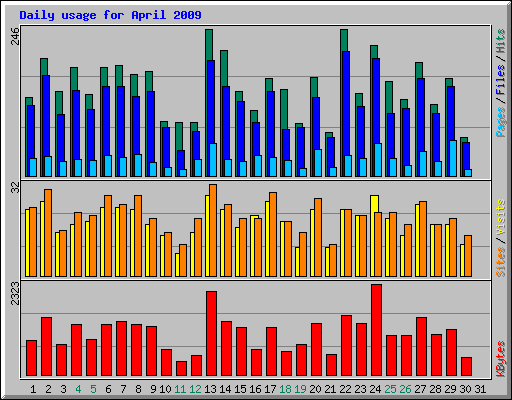 Daily usage for April 2009
246
Pages / Files / Hits
32
Sites / Visits
2323
KBytes
1 2 3 4 5 6 7 8 9 10 11 12 13 14 15 16 17 18 19 20 21 22 23 24 25 26 27 28 29 30 31